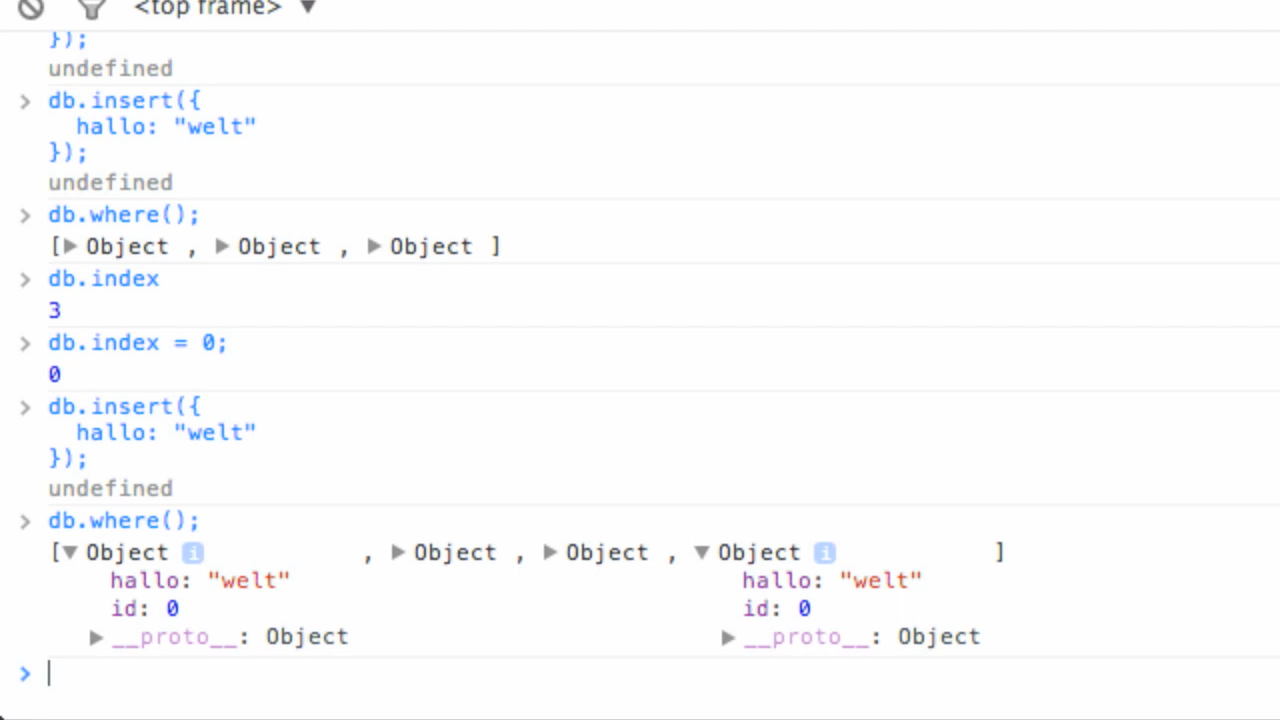 <top frame> ▼
});
undefined
> db.insert({
  hallo: "welt"
});
undefined
> db.where();
[▶ Object , ▶ Object , ▶ Object ]
> db.index
3
> db.index = 0;
0
> db.insert({
  hallo: "welt"
});
undefined
> db.where();
[▼ Object i , ▶ Object , ▶ Object , ▼ Object i ]
hallo: "welt" hallo: "welt"
id: 0 id: 0
▶ __proto__: Object ▶ __proto__: Object
>